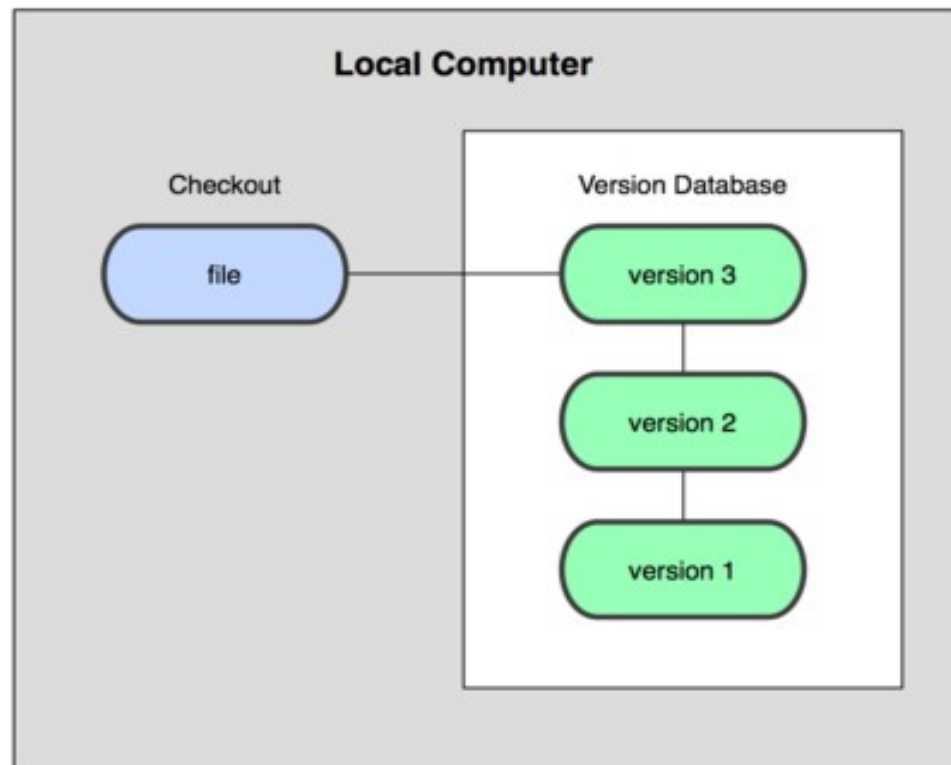 Local Computer
Checkout
Version Database
file
version 3
version 2
version 1